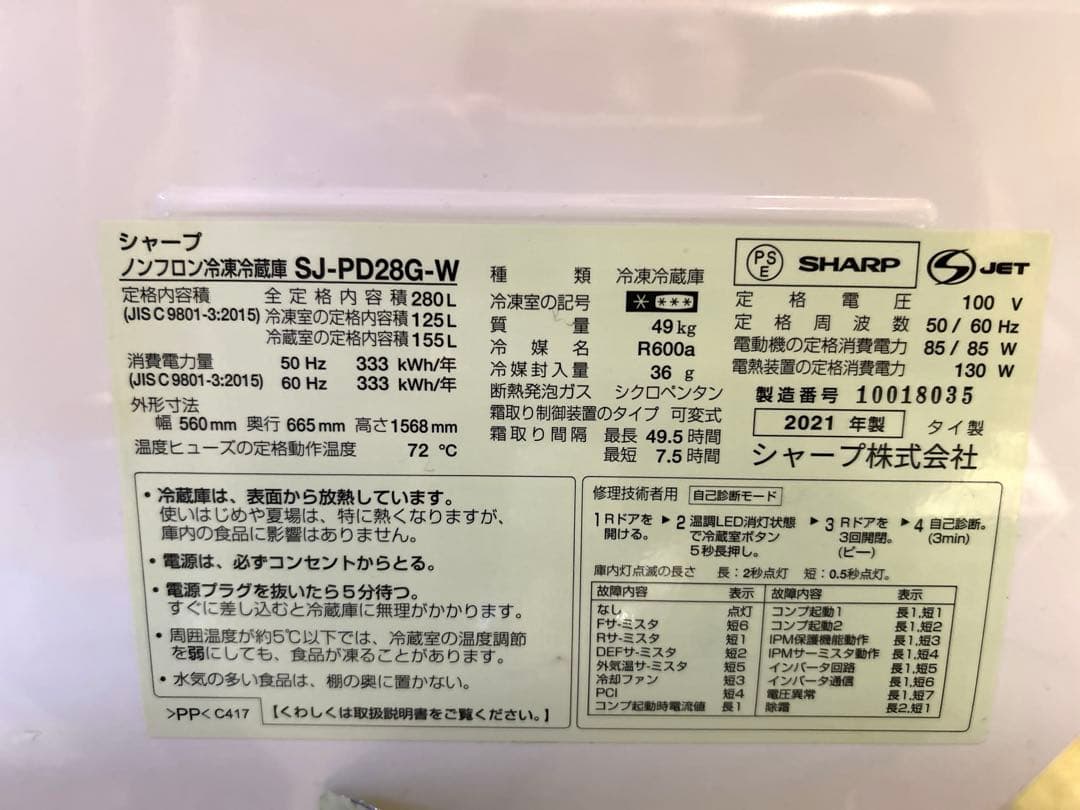 シャープ
ノンフロン冷凍冷蔵庫 SJ-PD28G-W
定格内容積 全定格内容積 280L
(JIS C 9801-3:2015) 冷凍室の定格内容積 125L
冷蔵室の定格内容積 155L
消費電力量 50 Hz 333 kWh/年
(JIS C 9801-3:2015) 60 Hz 333 kWh/年
外形寸法
幅 560mm 奥行 665mm 高さ1568mm
温度ヒューズの定格動作温度 72 ℃
種類 冷凍冷蔵庫
冷凍室の記号 * ***
質量 49kg
冷媒名 R600a
冷媒封入量 36 g
断熱発泡ガス シクロペンタン
霜取り制御装置のタイプ 可変式
霜取り間隔 最長 49.5時間
最短 7.5時間
PSE SHARP S JET
定格電圧 100 V
定格周波数 50/60 Hz
電動機の定格消費電力 85/85 W
電熱装置の定格消費電力 130 W
製造番号 10018035
2021 年製 タイ製
シャープ株式会社
・冷蔵庫は、表面から放熱しています。
使いはじめや夏場は、特に熱くなりますが、
庫内の食品に影響はありません。
・電源は、必ずコンセントからとる。
・電源プラグを抜いたら5分待つ。
すぐに差し込むと冷蔵庫に無理がかかります。
・周囲温度が約5℃以下では、冷蔵室の温度調節
を弱にしても、食品が凍ることがあります。
・水気の多い食品は、棚の奥に置かない。
>PP< C417 【くわしくは取扱説明書をご覧ください。】
修理技術者用 自己診断モード
1 Rドアを開ける。 ▶ 2 温調LED消灯状態で冷蔵室ボタン5秒長押し。 ▶ 3 Rドアを3回開閉。(ピー) ▶ 4 自己診断。(3min)
庫内灯点滅の長さ 長:2秒点灯 短:0.5秒点灯。
故障内容 表示 故障内容 表示
なし 点灯 コンプ起動1 長1,短1
Fサ-ミスタ 短6 コンプ起動2 長1,短2
Rサ-ミスタ 短1 IPM保護機能動作 長1,短3
DEFサ-ミスタ 短2 IPMサーミスタ動作 長1,短4
外気温サ-ミスタ 短5 インバータ回路 長1,短5
冷却ファン 短3 インバータ通信 長1,短6
PCI 短4 電圧異常 長1,短7
コンプ起動時電流値 長1 除霜 長2,短1